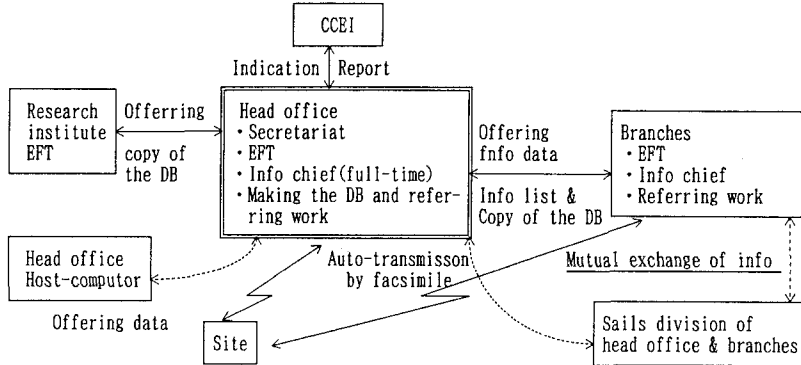 CCEI
Indication Report
Research
institute
EFT
Offerring
copy of
the DB
Head office
・Secretariat
・EFT
・Info chief(full-time)
・Making the DB and refer-
ring work
Offering
fnfo data
Info list &
Copy of the DB
Branches
・EFT
・Info chief
・Referring work
Head office
Host-computor
Offering data
Auto-transmisson
by facsimile
Mutual exchange of info
Site
Sails division of
head office & branches